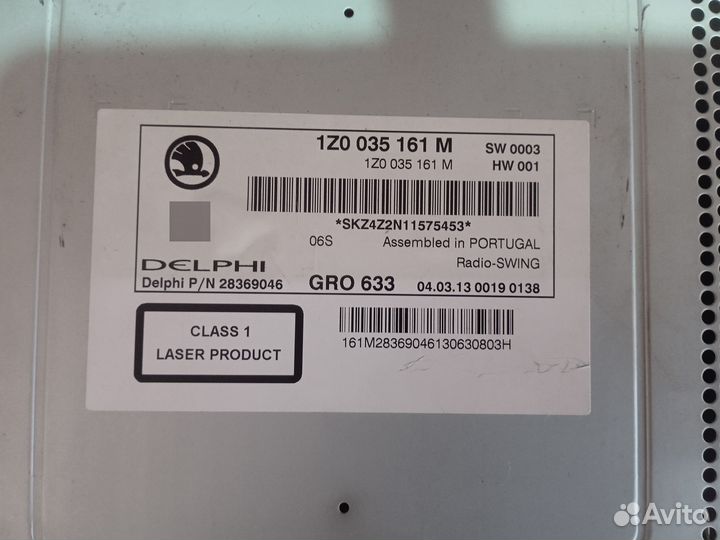 1Z0 035 161 M SW 0003
1Z0 035 161 M HW 001
*SKZ4Z2N11575453*
06S Assembled in PORTUGAL
Radio-SWING
DELPHI
Delphi P/N 28369046 GRO 633 04.03.13 0019 0138
CLASS 1
LASER PRODUCT
161M28369046130630803H
Avito